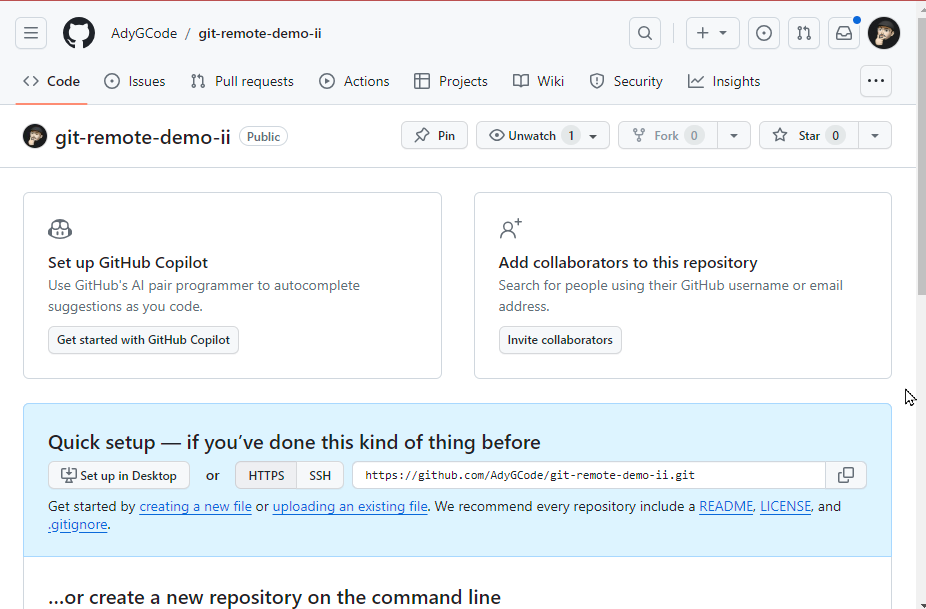 AdyGCode / git-remote-demo-ii
Code Issues Pull requests Actions Projects Wiki Security Insights
git-remote-demo-ii Public Pin Unwatch 1 Fork 0 Star 0
Set up GitHub Copilot
Use GitHub's AI pair programmer to autocomplete
suggestions as you code.
Get started with GitHub Copilot
Add collaborators to this repository
Search for people using their GitHub username or email
address.
Invite collaborators
Quick setup — if you've done this kind of thing before
Set up in Desktop or HTTPS SSH https://github.com/AdyGCode/git-remote-demo-ii.git
Get started by creating a new file or uploading an existing file. We recommend every repository include a README, LICENSE, and
.gitignore.
…or create a new repository on the command line